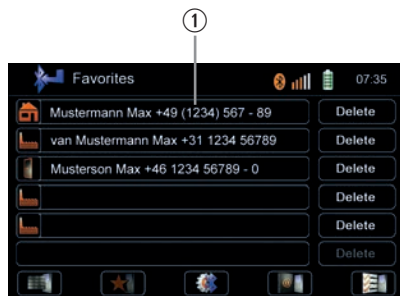 1
Favorites 07:35
Mustermann Max +49 (1234) 567 - 89 Delete
van Mustermann Max +31 1234 56789 Delete
Musterson Max +46 1234 56789 - 0 Delete
Delete
Delete
Delete